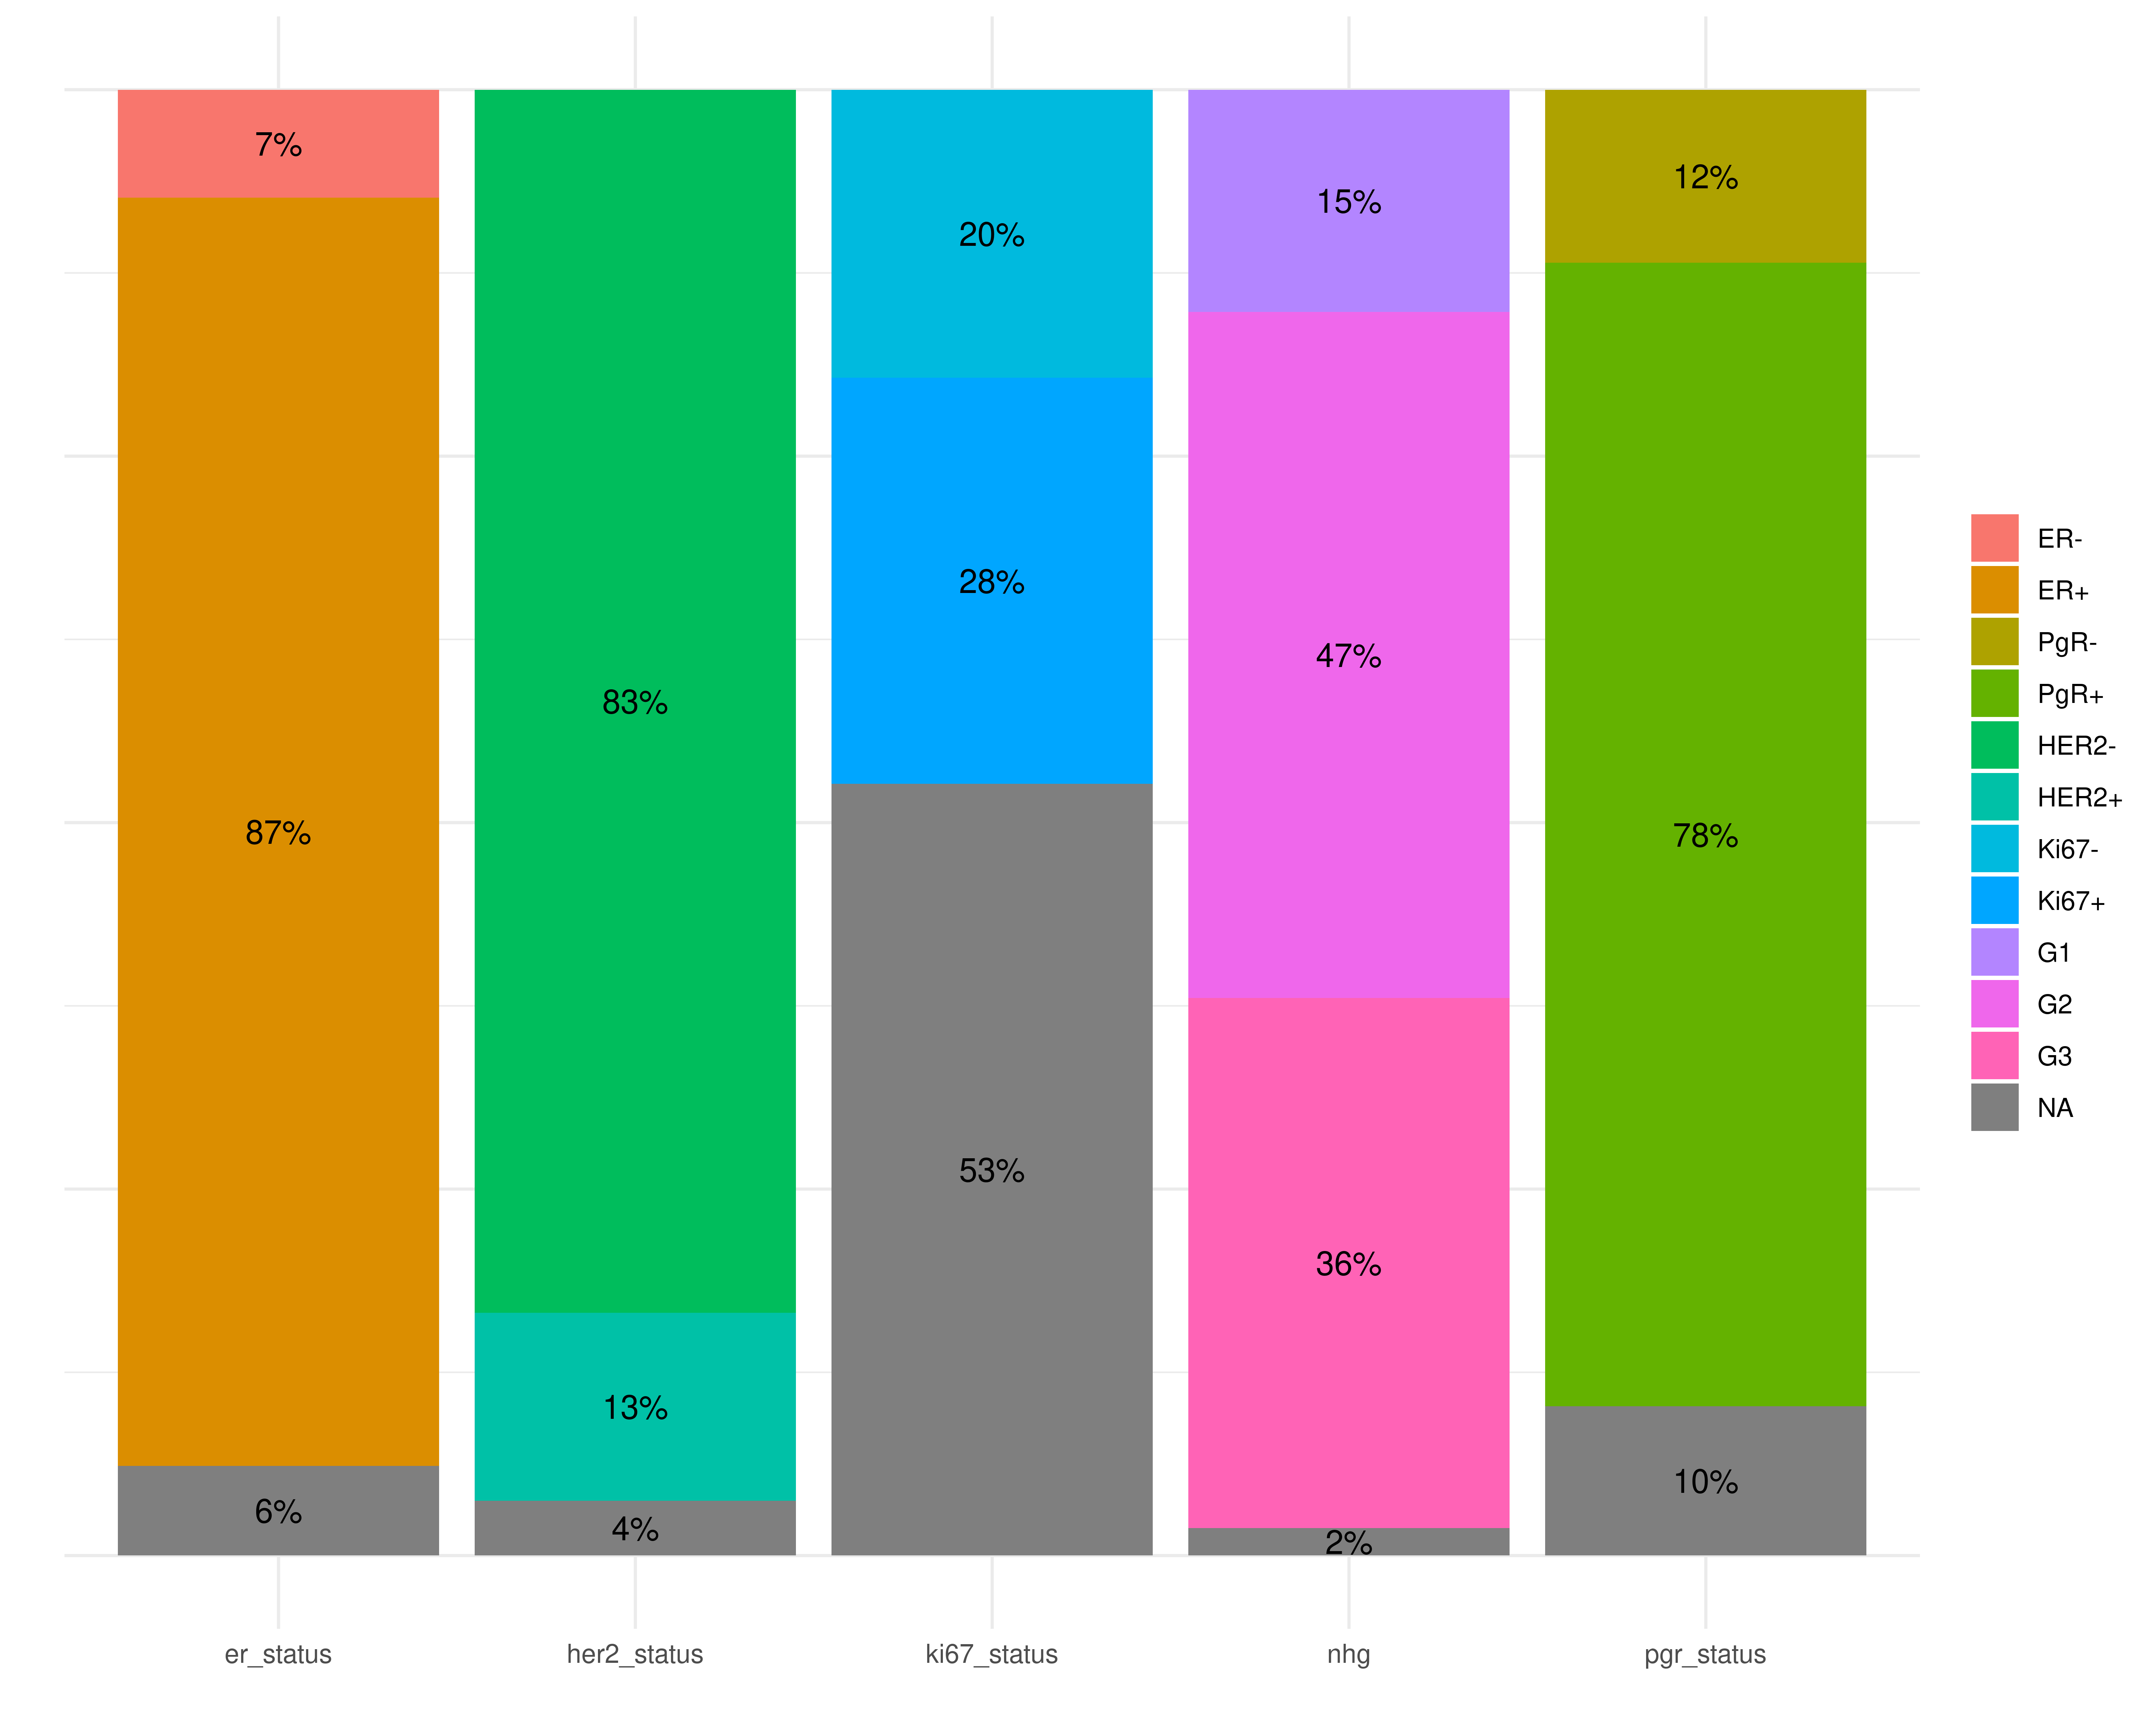 7%
87%
6%
83%
13%
4%
20%
28%
53%
15%
47%
36%
2%
12%
78%
10%
er_status
her2_status
ki67_status
nhg
pgr_status
ER-
ER+
PgR-
PgR+
HER2-
HER2+
Ki67-
Ki67+
G1
G2
G3
NA